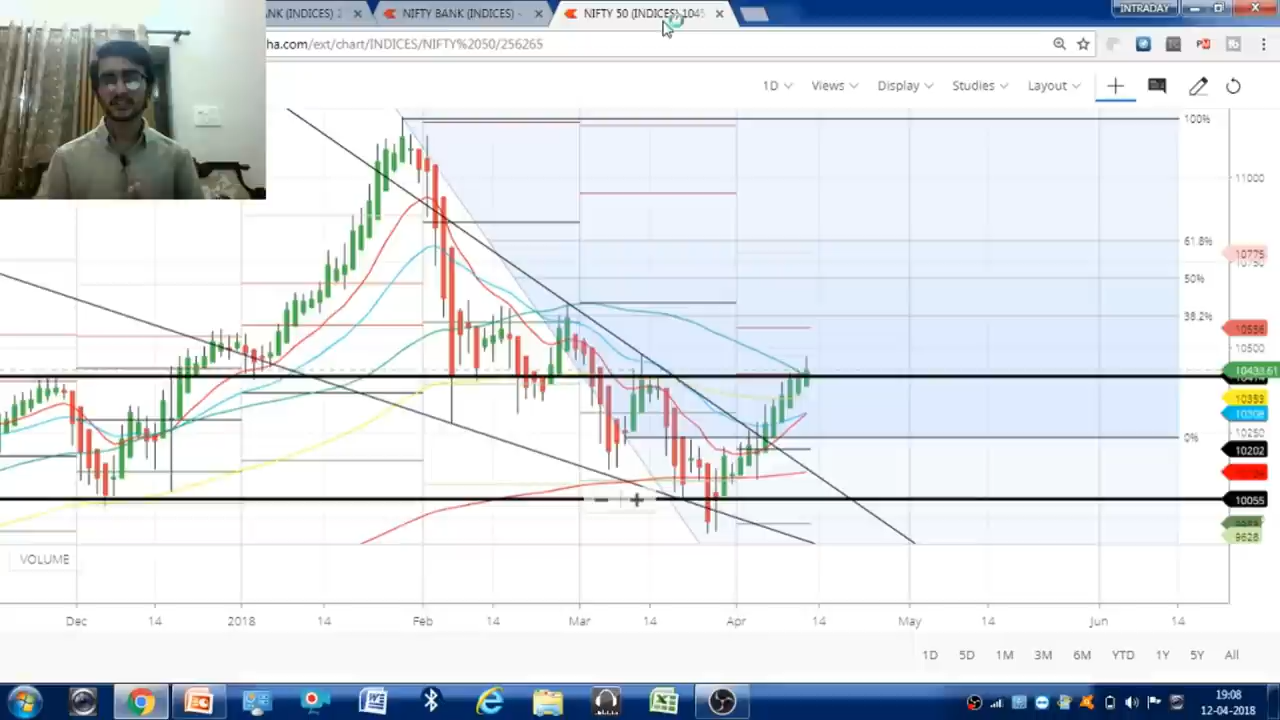 NK (INDICES) 2
NIFTY BANK (INDICES) -
NIFTY 50 (INDICES) 1045
INTRADAY
ha.com/ext/chart/INDICES/NIFTY%2050/256265
1D
Views
Display
Studies
Layout
100%
61.8%
50%
38.2%
0%
11000
10775
10556
10500
10433.61
10353
10308
10250
10202
10055
9628
VOLUME
Dec
14
2018
14
Feb
14
Mar
14
Apr
14
May
14
Jun
14
1D
5D
1M
3M
6M
YTD
1Y
5Y
All
19:08
12-04-2018